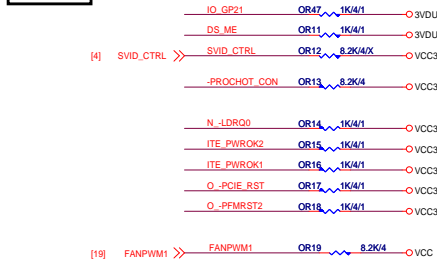 IO_GP21 OR47 1K/4/1 3VDU
DS_ME OR11 1K/4/1 3VDU
[4] SVID_CTRL SVID_CTRL OR12 8.2K/4/X VCC3
-PROCHOT_CON OR13 8.2K/4 VCC3
N_-LDRQ0 OR14 1K/4/1 VCC3
ITE_PWROK2 OR15 1K/4/1 VCC3
ITE_PWROK1 OR16 1K/4/1 VCC3
O_-PCIE_RST OR17 1K/4/1 VCC3
O_-PFMRST2 OR18 1K/4/1 VCC3
[19] FANPWM1 FANPWM1 OR19 8.2K/4 VCC